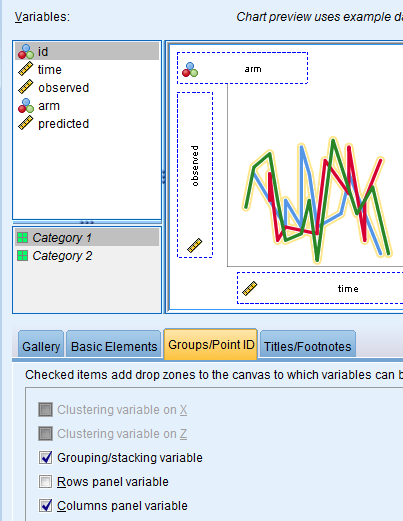 Variables:
Chart preview uses example da
id
time
observed
arm
predicted
Category 1
Category 2
arm
observed
time
Gallery
Basic Elements
Groups/Point ID
Titles/Footnotes
Checked items add drop zones to the canvas to which variables can b
Clustering variable on X
Clustering variable on Z
Grouping/stacking variable
Rows panel variable
Columns panel variable